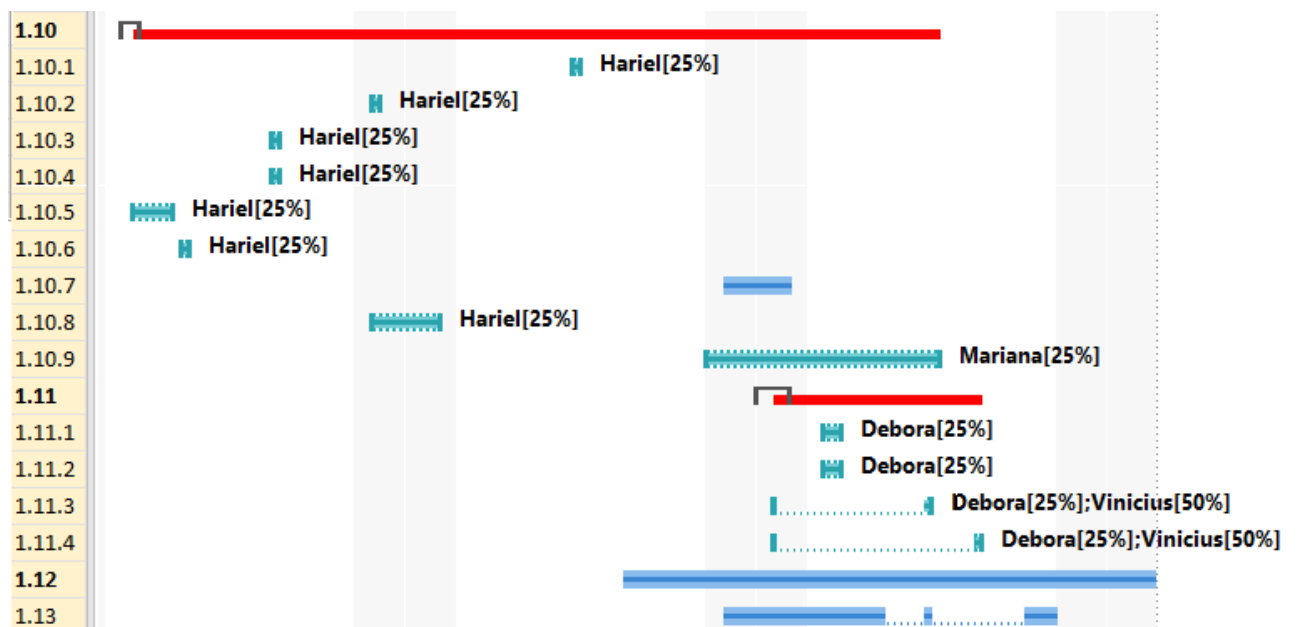 1.10
1.10.1 Hariel[25%]
1.10.2 Hariel[25%]
1.10.3 Hariel[25%]
1.10.4 Hariel[25%]
1.10.5 Hariel[25%]
1.10.6 Hariel[25%]
1.10.7
1.10.8 Hariel[25%]
1.10.9 Mariana[25%]
1.11
1.11.1 Debora[25%]
1.11.2 Debora[25%]
1.11.3 Debora[25%];Vinicius[50%]
1.11.4 Debora[25%];Vinicius[50%]
1.12
1.13